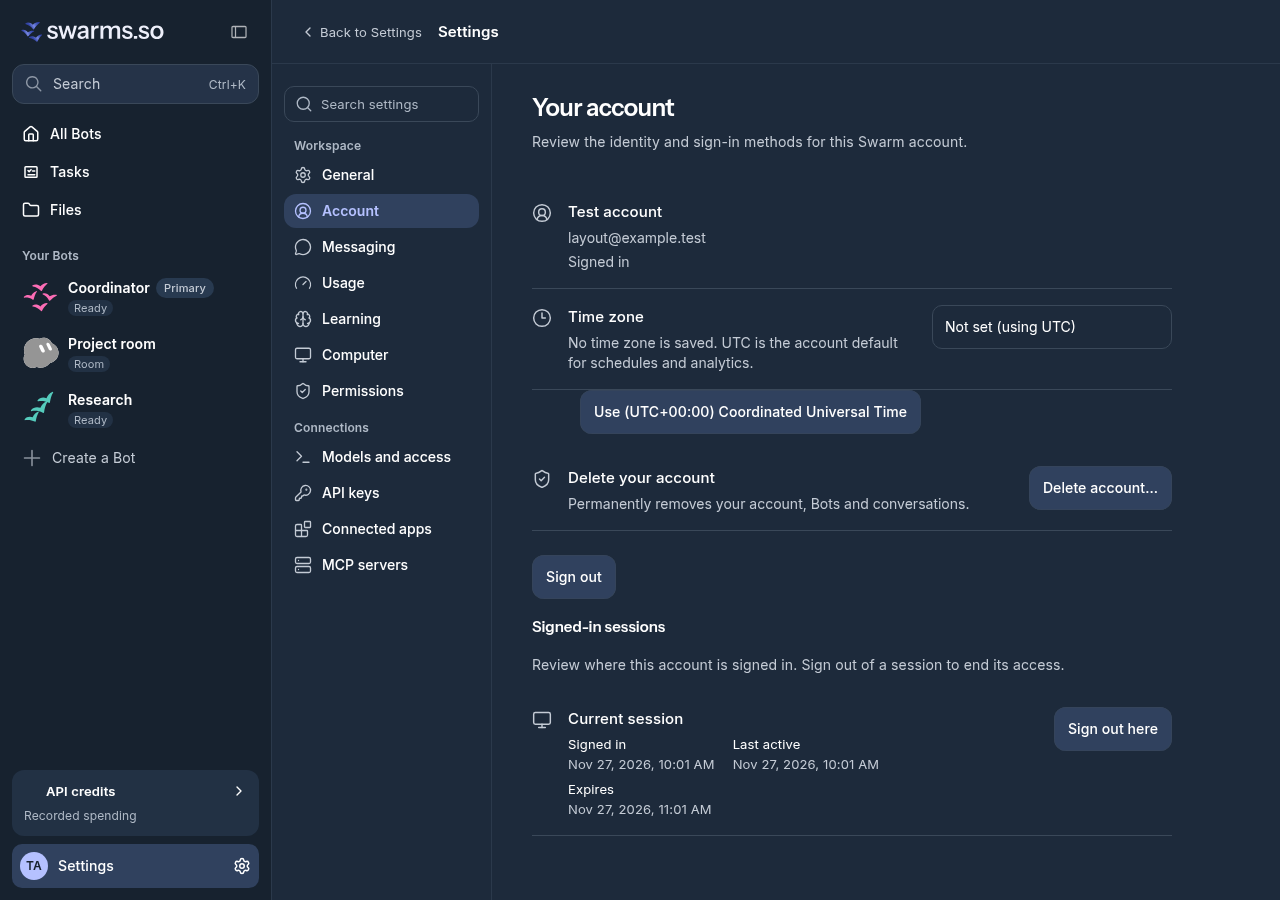 swarms.so
Search
Ctrl+K
All Bots
Tasks
Files
Your Bots
Coordinator
Primary
Ready
Project room
Room
Research
Ready
Create a Bot
API credits
Recorded spending
TA
Settings
Back to Settings
Settings
Search settings
Workspace
General
Account
Messaging
Usage
Learning
Computer
Permissions
Connections
Models and access
API keys
Connected apps
MCP servers
Your account
Review the identity and sign-in methods for this Swarm account.
Test account
layout@example.test
Signed in
Time zone
No time zone is saved. UTC is the account default
for schedules and analytics.
Not set (using UTC)
Use (UTC+00:00) Coordinated Universal Time
Delete your account
Permanently removes your account, Bots and conversations.
Delete account...
Sign out
Signed-in sessions
Review where this account is signed in. Sign out of a session to end its access.
Current session
Signed in
Nov 27, 2026, 10:01 AM
Last active
Nov 27, 2026, 10:01 AM
Expires
Nov 27, 2026, 11:01 AM
Sign out here